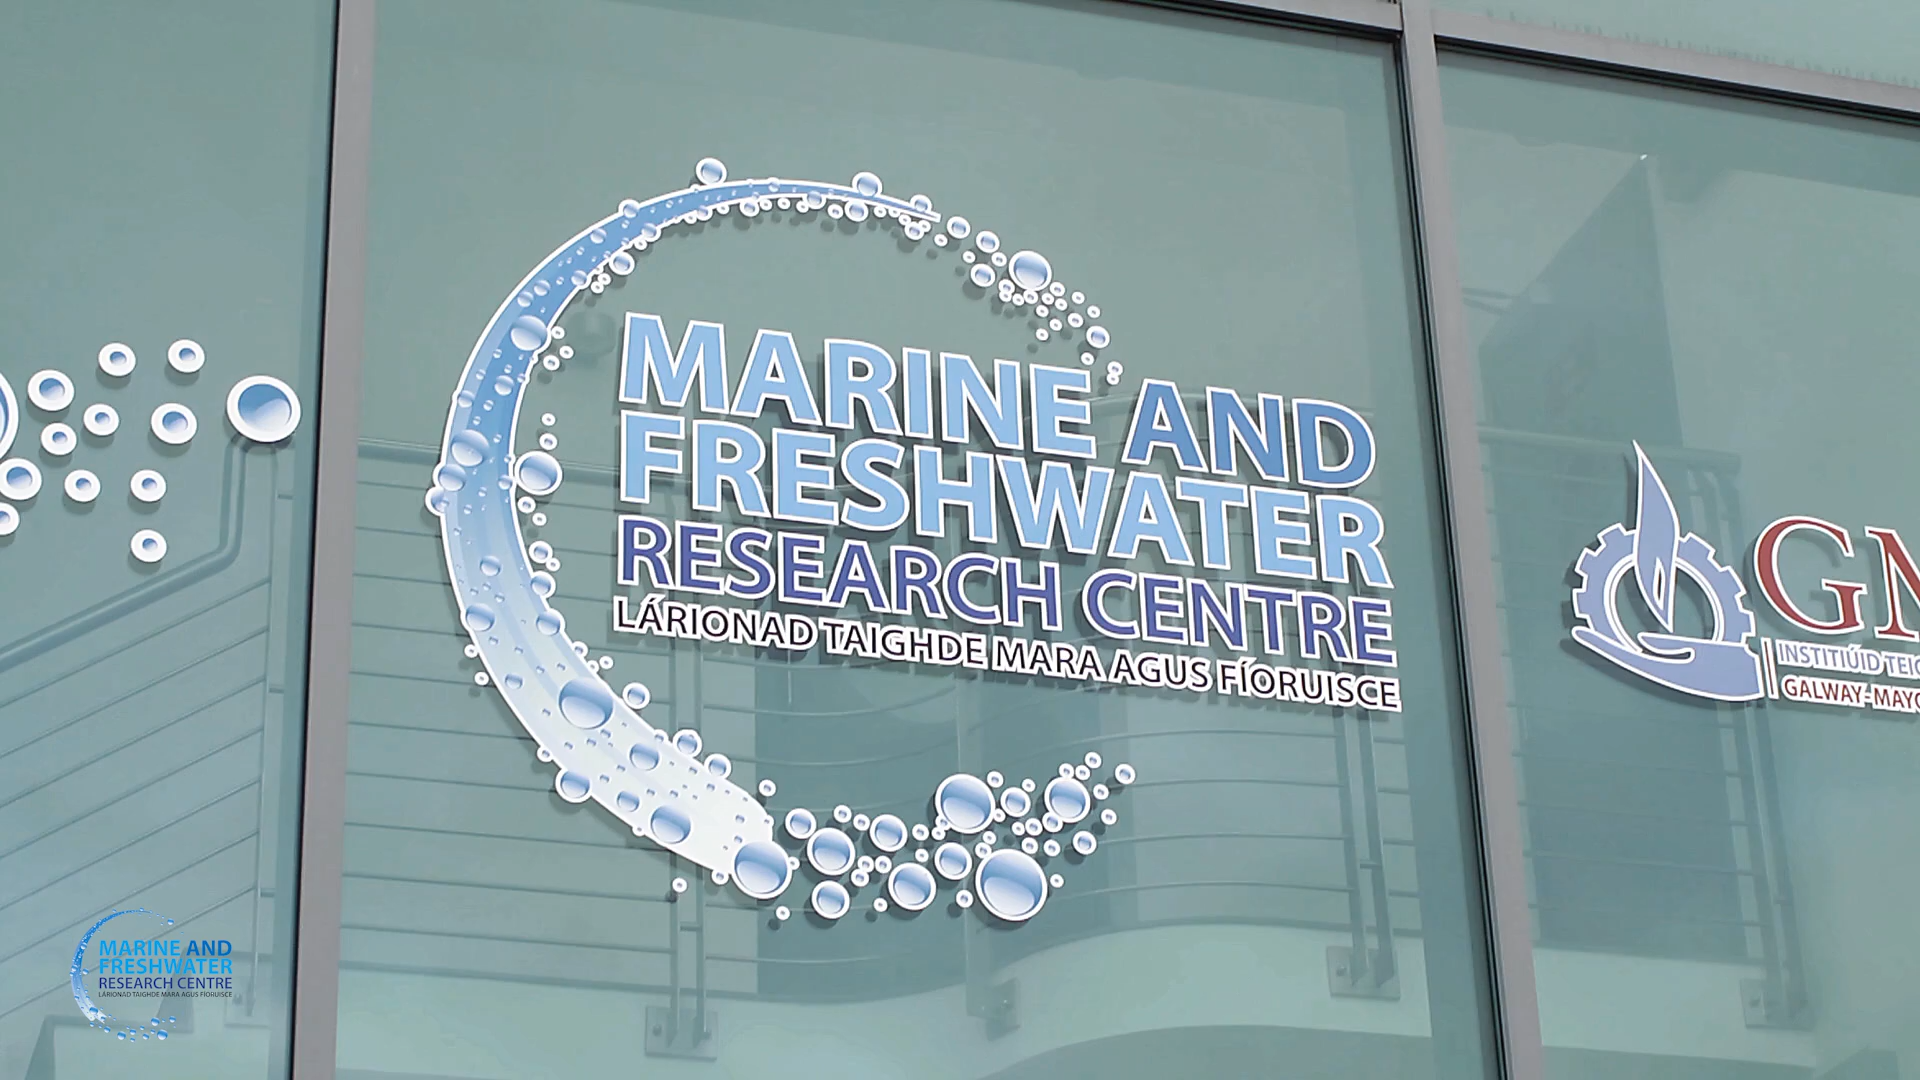 MARINE AND
FRESHWATER
RESEARCH CENTRE
LÁRIONAD TAIGHDE MARA AGUS FÍORUISCE
GM
INSTITIÚID TEIC
GALWAY-MAYO
MARINE AND
FRESHWATER
RESEARCH CENTRE
LÁRIONAD TAIGHDE MARA AGUS FIORUISCE